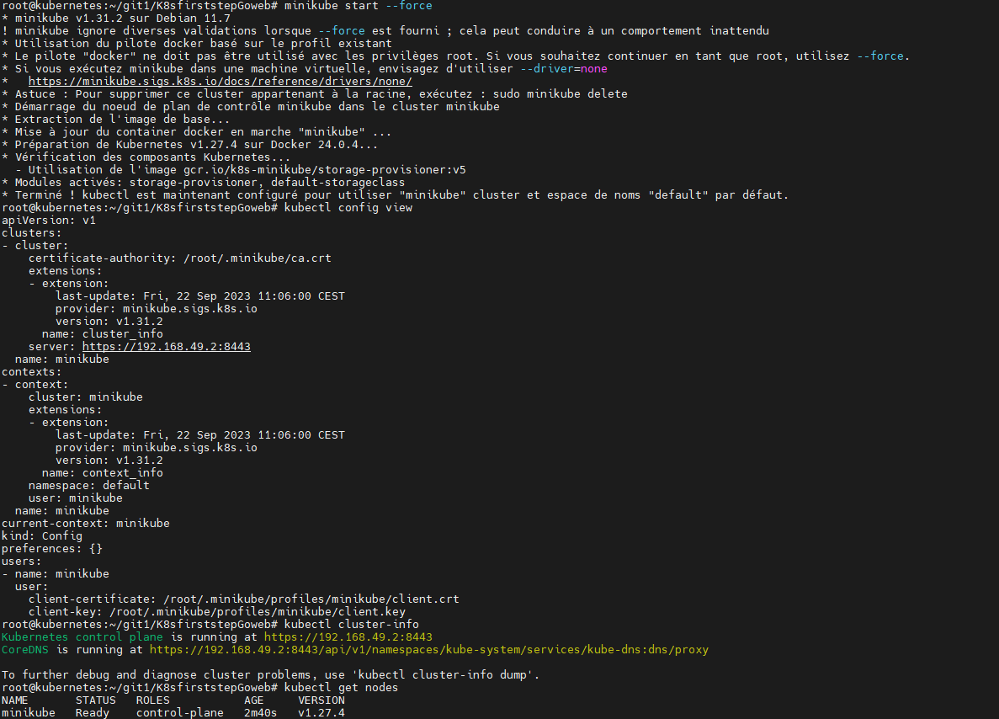 root@kubernetes:~/git1/K8sfirststepGoweb# minikube start --force
* minikube v1.31.2 sur Debian 11.7
! minikube ignore diverses validations lorsque --force est fourni ; cela peut conduire à un comportement inattendu
* Utilisation du pilote docker basé sur le profil existant
* Le pilote "docker" ne doit pas être utilisé avec les privilèges root. Si vous souhaitez continuer en tant que root, utilisez --force.
* Si vous exécutez minikube dans une machine virtuelle, envisagez d'utiliser --driver=none
*   https://minikube.sigs.k8s.io/docs/reference/drivers/none/
* Astuce : Pour supprimer ce cluster appartenant à la racine, exécutez : sudo minikube delete
* Démarrage du noeud de plan de contrôle minikube dans le cluster minikube
* Extraction de l'image de base...
* Mise à jour du container docker en marche "minikube" ...
* Préparation de Kubernetes v1.27.4 sur Docker 24.0.4...
* Vérification des composants Kubernetes...
  - Utilisation de l'image gcr.io/k8s-minikube/storage-provisioner:v5
* Modules activés: storage-provisioner, default-storageclass
* Terminé ! kubectl est maintenant configuré pour utiliser "minikube" cluster et espace de noms "default" par défaut.
root@kubernetes:~/git1/K8sfirststepGoweb# kubectl config view
apiVersion: v1
clusters:
- cluster:
    certificate-authority: /root/.minikube/ca.crt
    extensions:
    - extension:
        last-update: Fri, 22 Sep 2023 11:06:00 CEST
        provider: minikube.sigs.k8s.io
        version: v1.31.2
      name: cluster_info
    server: https://192.168.49.2:8443
  name: minikube
contexts:
- context:
    cluster: minikube
    extensions:
    - extension:
        last-update: Fri, 22 Sep 2023 11:06:00 CEST
        provider: minikube.sigs.k8s.io
        version: v1.31.2
      name: context_info
    namespace: default
    user: minikube
  name: minikube
current-context: minikube
kind: Config
preferences: {}
users:
- name: minikube
  user:
    client-certificate: /root/.minikube/profiles/minikube/client.crt
    client-key: /root/.minikube/profiles/minikube/client.key
root@kubernetes:~/git1/K8sfirststepGoweb# kubectl cluster-info
Kubernetes control plane is running at https://192.168.49.2:8443
CoreDNS is running at https://192.168.49.2:8443/api/v1/namespaces/kube-system/services/kube-dns:dns/proxy

To further debug and diagnose cluster problems, use 'kubectl cluster-info dump'.
root@kubernetes:~/git1/K8sfirststepGoweb# kubectl get nodes
NAME       STATUS   ROLES           AGE     VERSION
minikube   Ready    control-plane   2m40s   v1.27.4